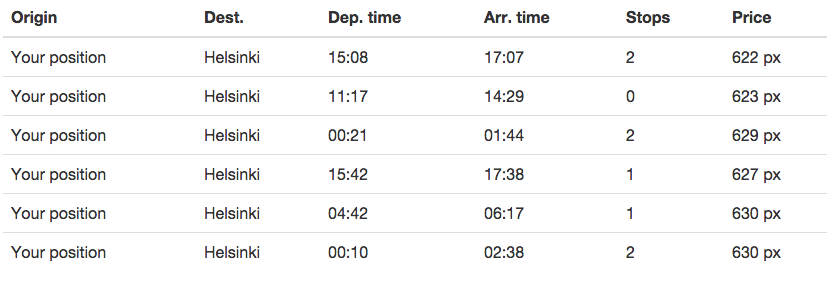 Origin Dest. Dep. time Arr. time Stops Price
Your position Helsinki 15:08 17:07 2 622 px
Your position Helsinki 11:17 14:29 0 623 px
Your position Helsinki 00:21 01:44 2 629 px
Your position Helsinki 15:42 17:38 1 627 px
Your position Helsinki 04:42 06:17 1 630 px
Your position Helsinki 00:10 02:38 2 630 px